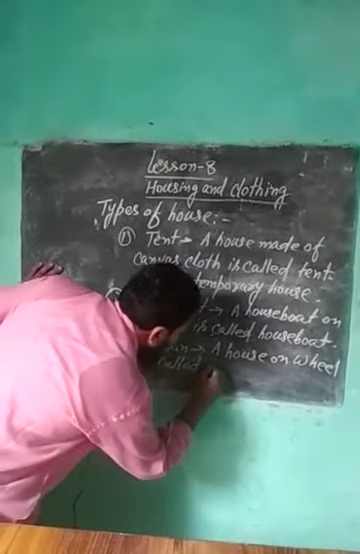 Lesson-8
Housing and clothing
Types of house:-
① Tent → A house made of
canvas cloth is called tent.
temporary house.
→ A houseboat on
is called houseboat.
→ A house on wheel
called